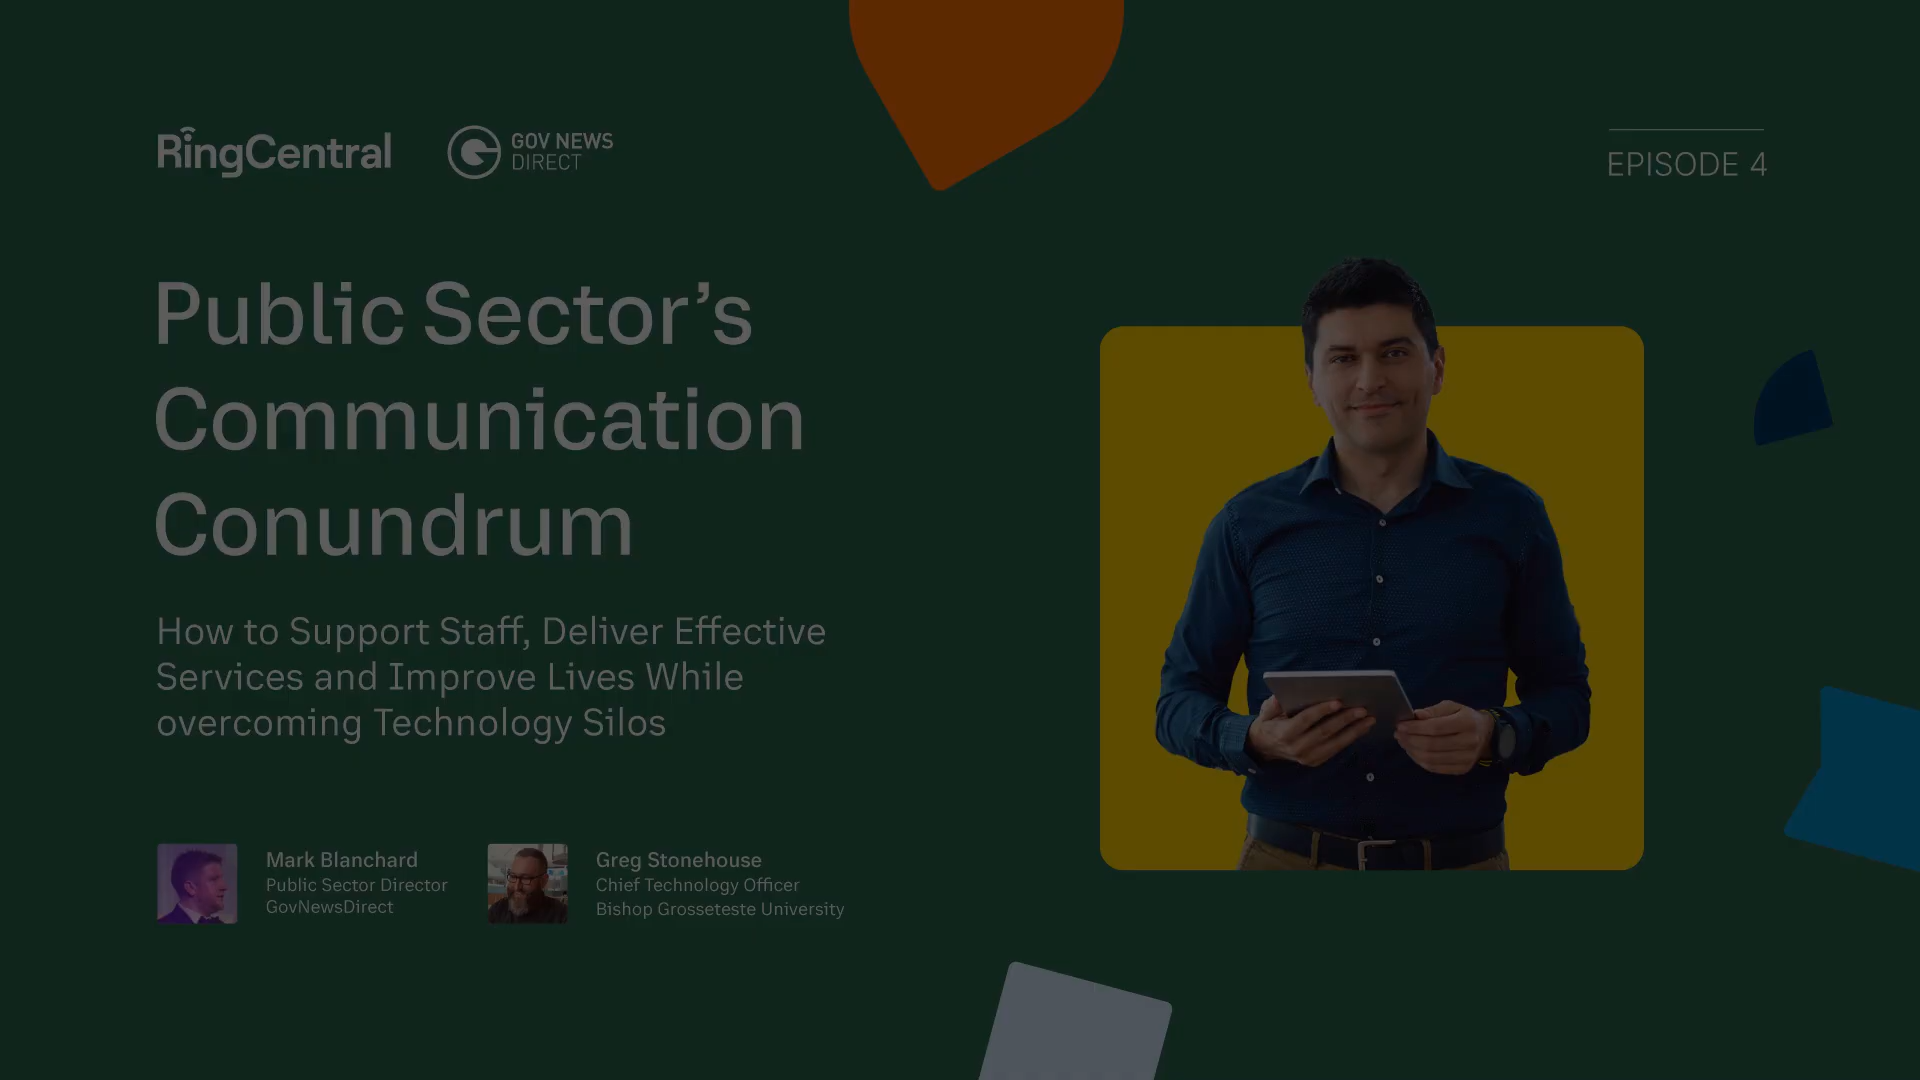 RingCentral
GOV NEWS
DIRECT
EPISODE 4
Public Sector’s
Communication
Conundrum
How to Support Staff, Deliver Effective
Services and Improve Lives While
overcoming Technology Silos
Mark Blanchard
Public Sector Director
GovNewsDirect
Greg Stonehouse
Chief Technology Officer
Bishop Grosseteste University